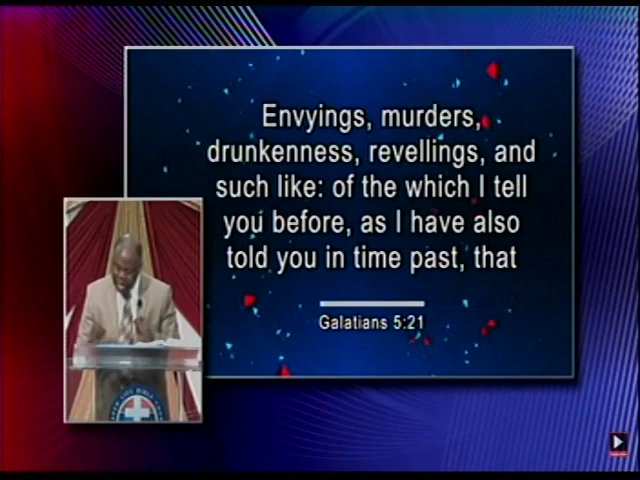 Envyings, murders,
drunkenness, revellings, and
such like: of the which I tell
you before, as I have also
told you in time past, that
Galatians 5:21